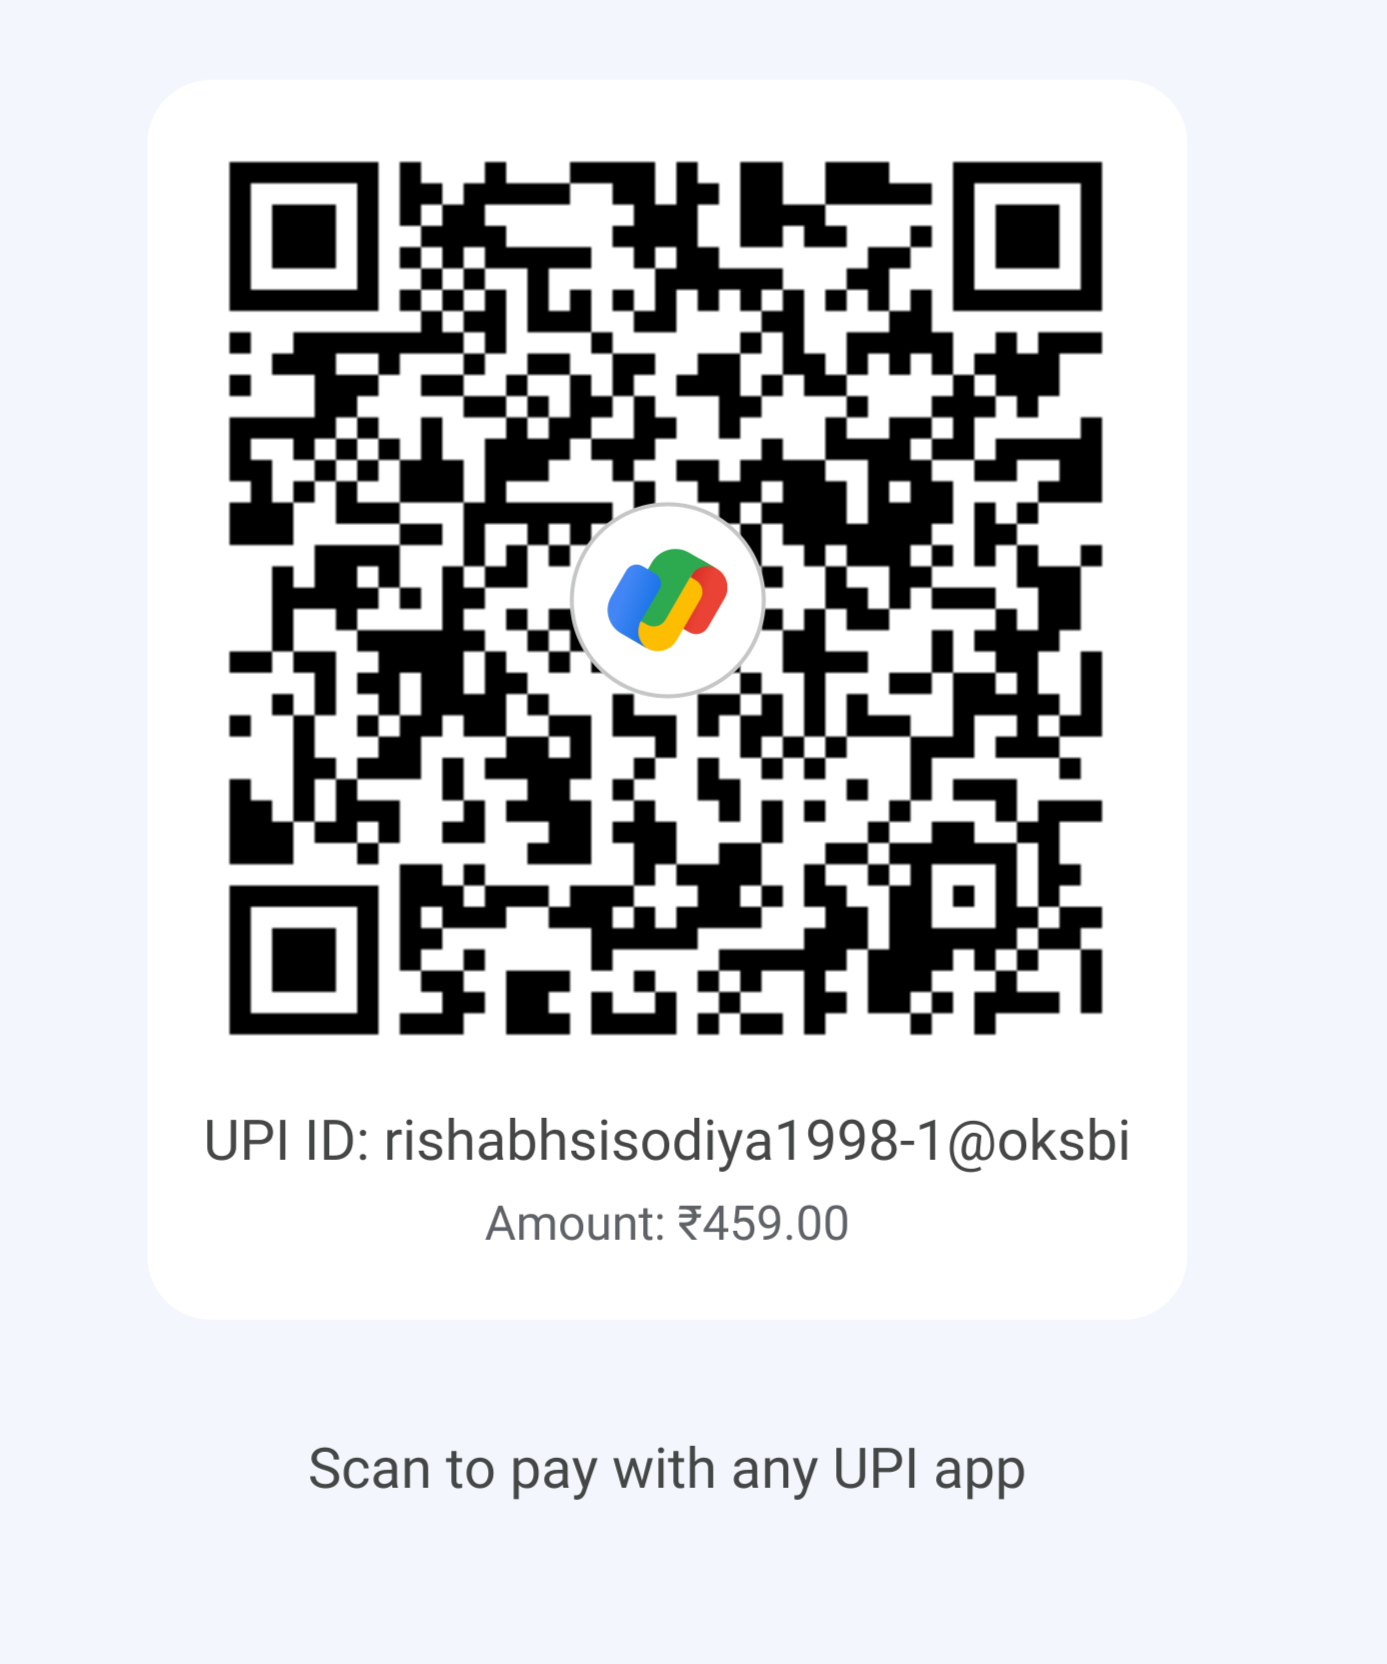 UPI ID: rishabhsisodiya1998-1@oksbi
Amount: ₹459.00
Scan to pay with any UPI app